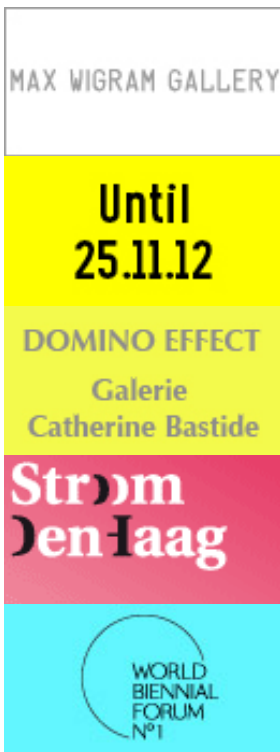 MAX WIGRAM GALLERY
Until
25.11.12
DOMINO EFFECT
Galerie
Catherine Bastide
Stroom
Den Haag
WORLD
BIENNIAL
FORUM
Nº1